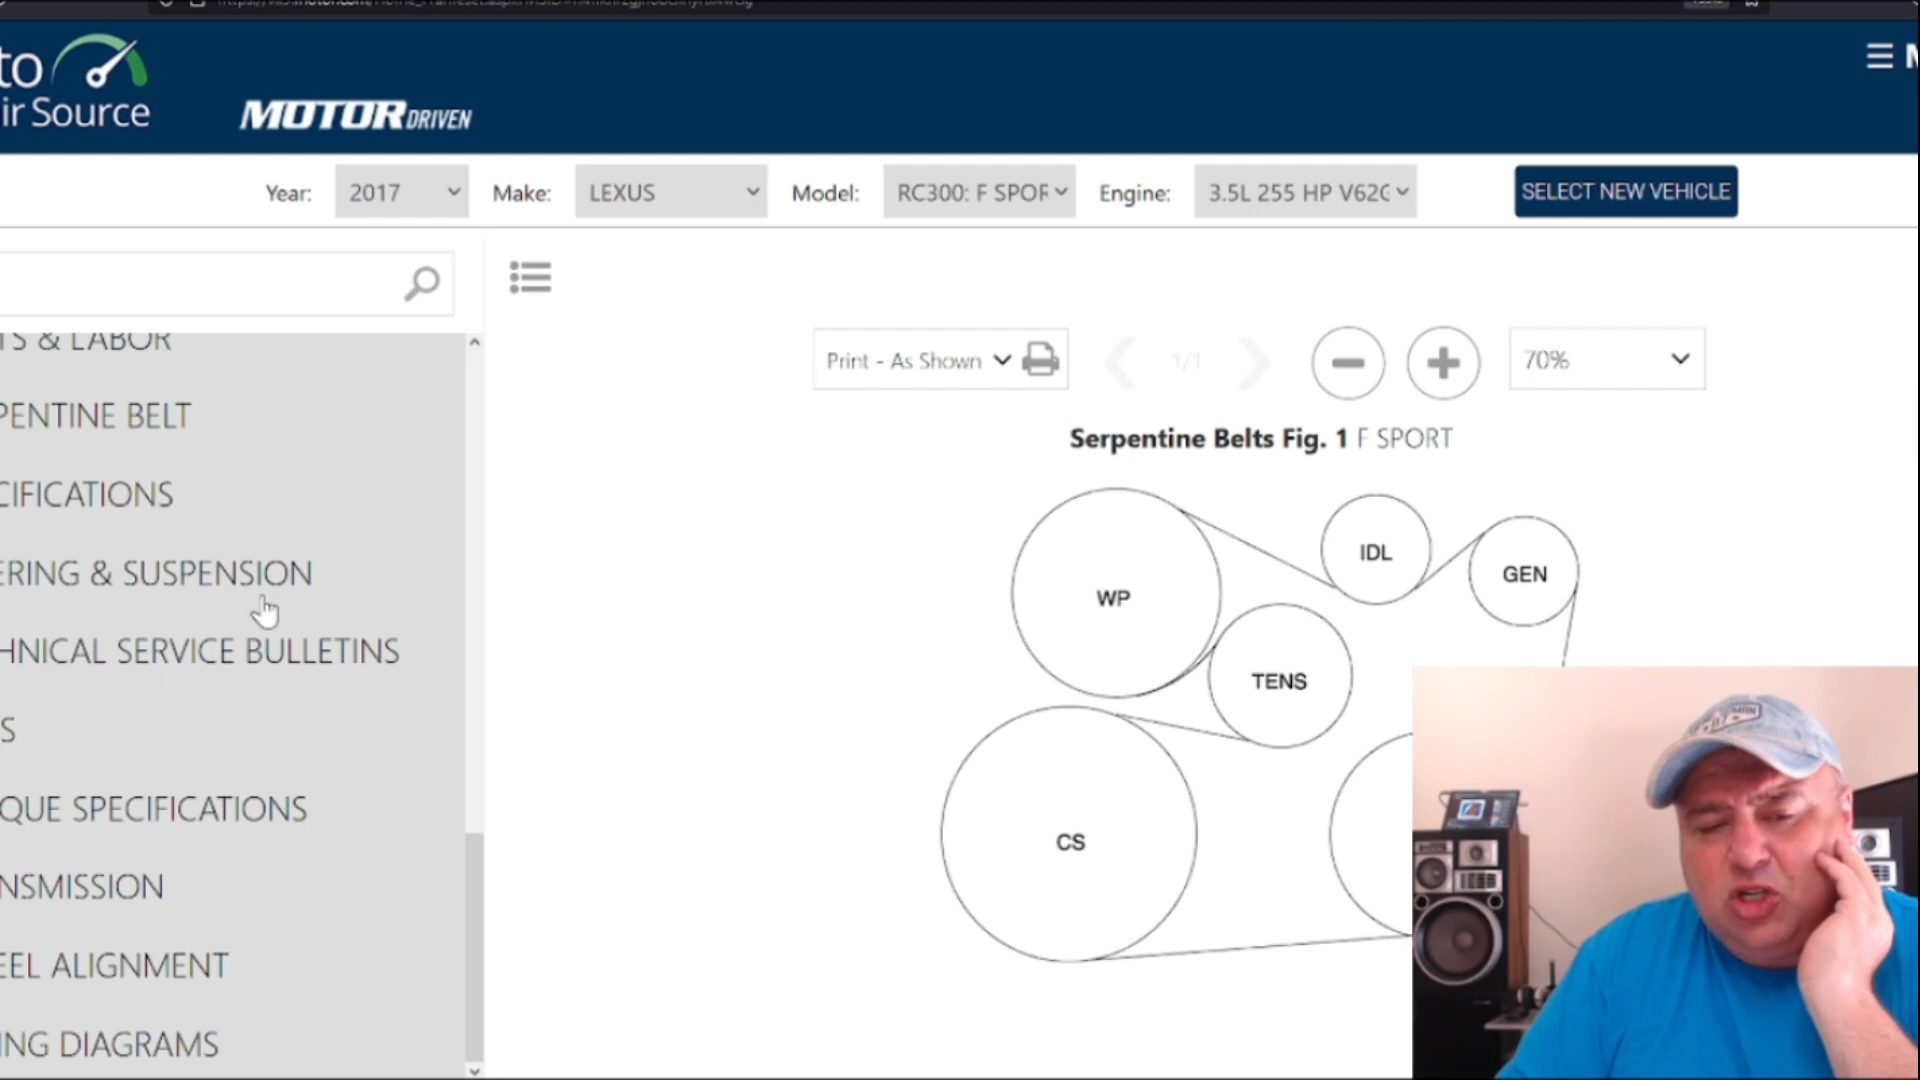 to
ir Source
MOTOR DRIVEN
M
Year: 2017 Make: LEXUS Model: RC300: F SPOR Engine: 3.5L 255 HP V62C SELECT NEW VEHICLE
TS & LABOR
Print - As Shown 1/1 70%
PENTINE BELT
Serpentine Belts Fig. 1 F SPORT
CIFICATIONS
ERING & SUSPENSION
HNICAL SERVICE BULLETINS
S
QUE SPECIFICATIONS
NSMISSION
EEL ALIGNMENT
ING DIAGRAMS
IDL
GEN
WP
TENS
CS